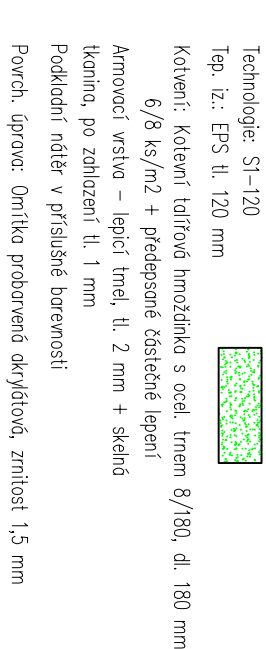 Technologie: S1-120
Tep. iz.: EPS tl. 120 mm
Kotvení: Kotevní talířová hmoždinka s ocel. trnem 8/180, dl. 180 mm
6/8 ks/m2 + předepsané částečné lepení
Armovací vrstva – lepicí tmel, tl. 2 mm + skelná
tkanina, po zahlazení tl. 1 mm
Podkladní nátěr v příslušné barevnosti
Povrch. úprava: Omítka probarvená akrylátová, zrnitost 1,5 mm